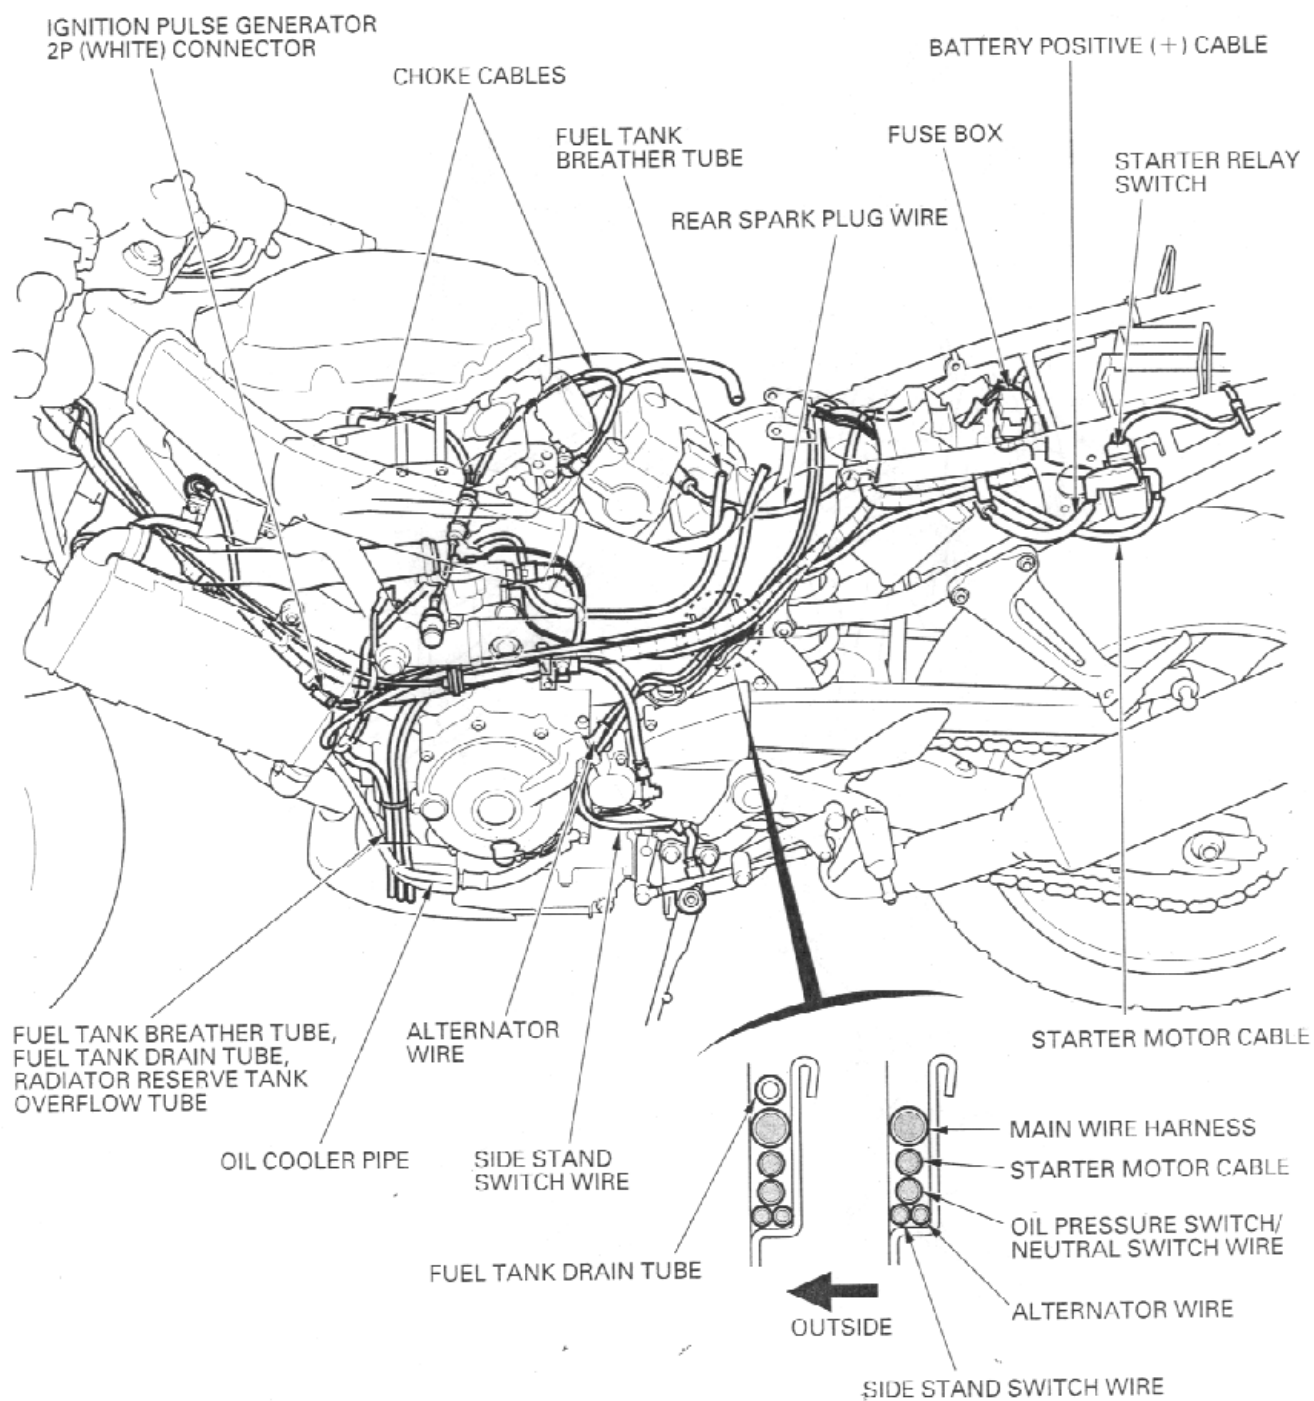 IGNITION PULSE GENERATOR
2P (WHITE) CONNECTOR
CHOKE CABLES
BATTERY POSITIVE (+) CABLE
FUEL TANK
BREATHER TUBE
FUSE BOX
STARTER RELAY
SWITCH
REAR SPARK PLUG WIRE
FUEL TANK BREATHER TUBE,
FUEL TANK DRAIN TUBE,
RADIATOR RESERVE TANK
OVERFLOW TUBE
ALTERNATOR
WIRE
STARTER MOTOR CABLE
OIL COOLER PIPE
SIDE STAND
SWITCH WIRE
MAIN WIRE HARNESS
STARTER MOTOR CABLE
OIL PRESSURE SWITCH/
NEUTRAL SWITCH WIRE
FUEL TANK DRAIN TUBE
ALTERNATOR WIRE
OUTSIDE
SIDE STAND SWITCH WIRE